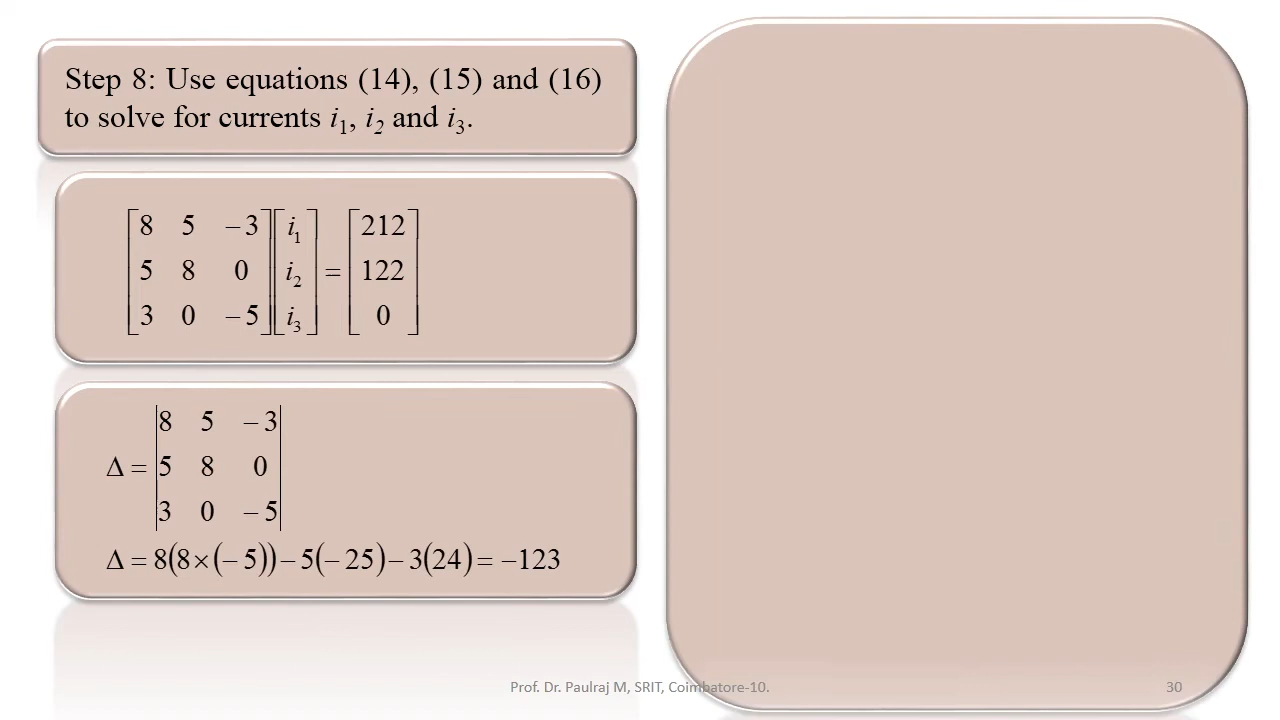 Step 8: Use equations (14), (15) and (16)
to solve for currents i₁, i₂ and i₃.
[8 5 −3] [i₁] [212]
[5 8 0] [i₂] = [122]
[3 0 −5] [i₃] [0]
|8 5 −3|
Δ = |5 8 0|
|3 0 −5|
Δ = 8(8×(−5))−5(−25)−3(24) = −123
Prof. Dr. Paulraj M, SRIT, Coimbatore-10.
30